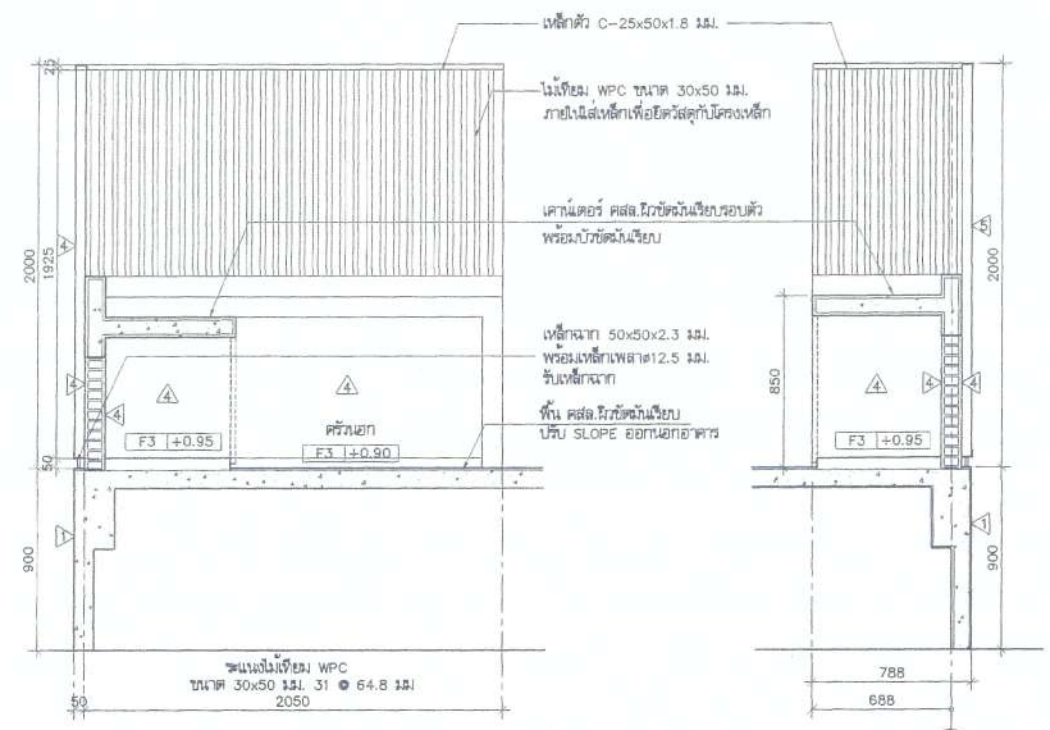 เหล็กตัว C-25x50x1.8 มม.
ไม้เทียม WPC ขนาด 30x50 มม.
ภายในใส่เหล็กเพื่อยึดวัสดุกับโครงเหล็ก
เคาน์เตอร์ คสล.ผิวขัดมันเรียบรอบตัว
พร้อมบัวขัดมันเรียบ
เหล็กฉาก 50x50x2.3 มม.
พร้อมเหล็กเพลาø12.5 มม.
รับเหล็กฉาก
พื้น คสล.ผิวขัดมันเรียบ
ปรับ SLOPE ออกนอกอาคาร
25
2000
1925
50
900
4
4
4
4
4
F3 +0.95
ครัวนอก
F3 +0.90
1
ระแนงไม้เทียม WPC
ขนาด 30x50 มม. 31 @ 64.8 มม
50
2050
5
2000
850
4
4
4
F3 +0.95
1
900
788
688